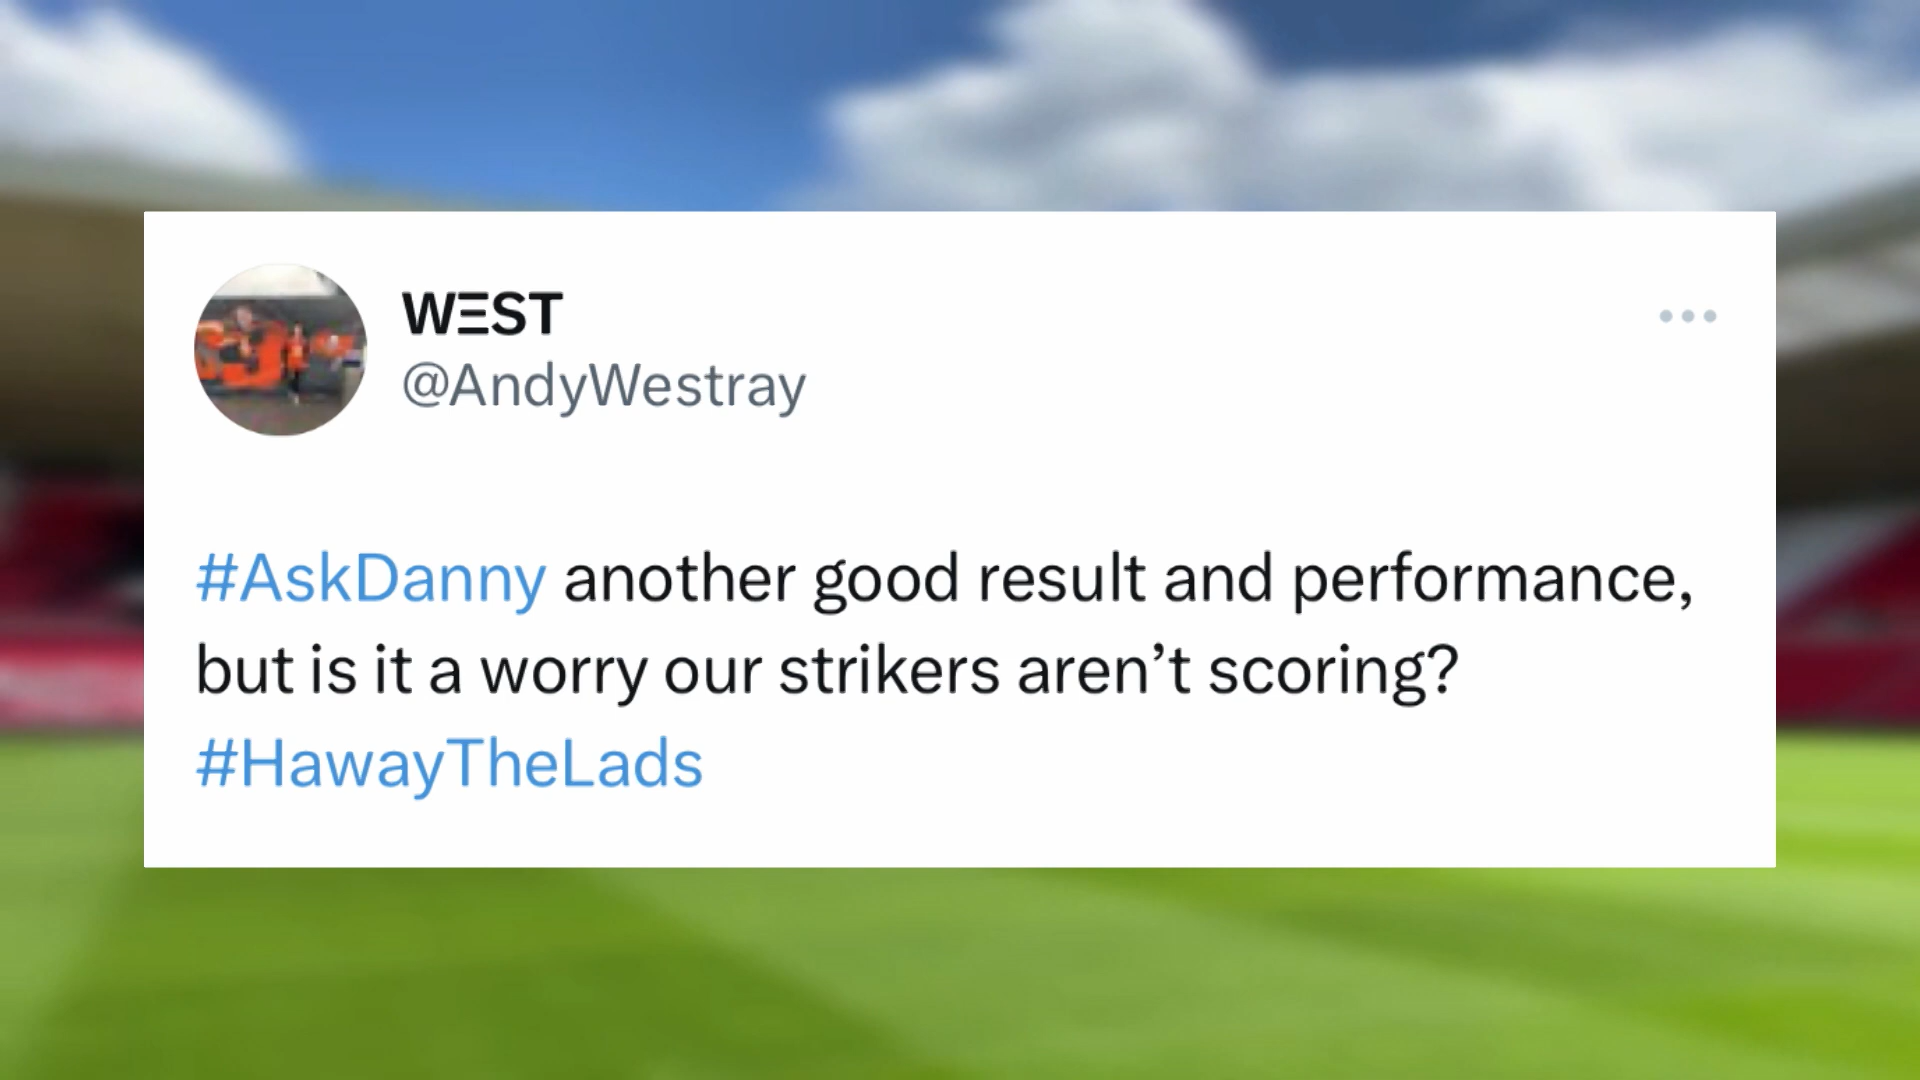 WΞST
@AndyWestray
#AskDanny another good result and performance,
but is it a worry our strikers aren’t scoring?
#HawayTheLads